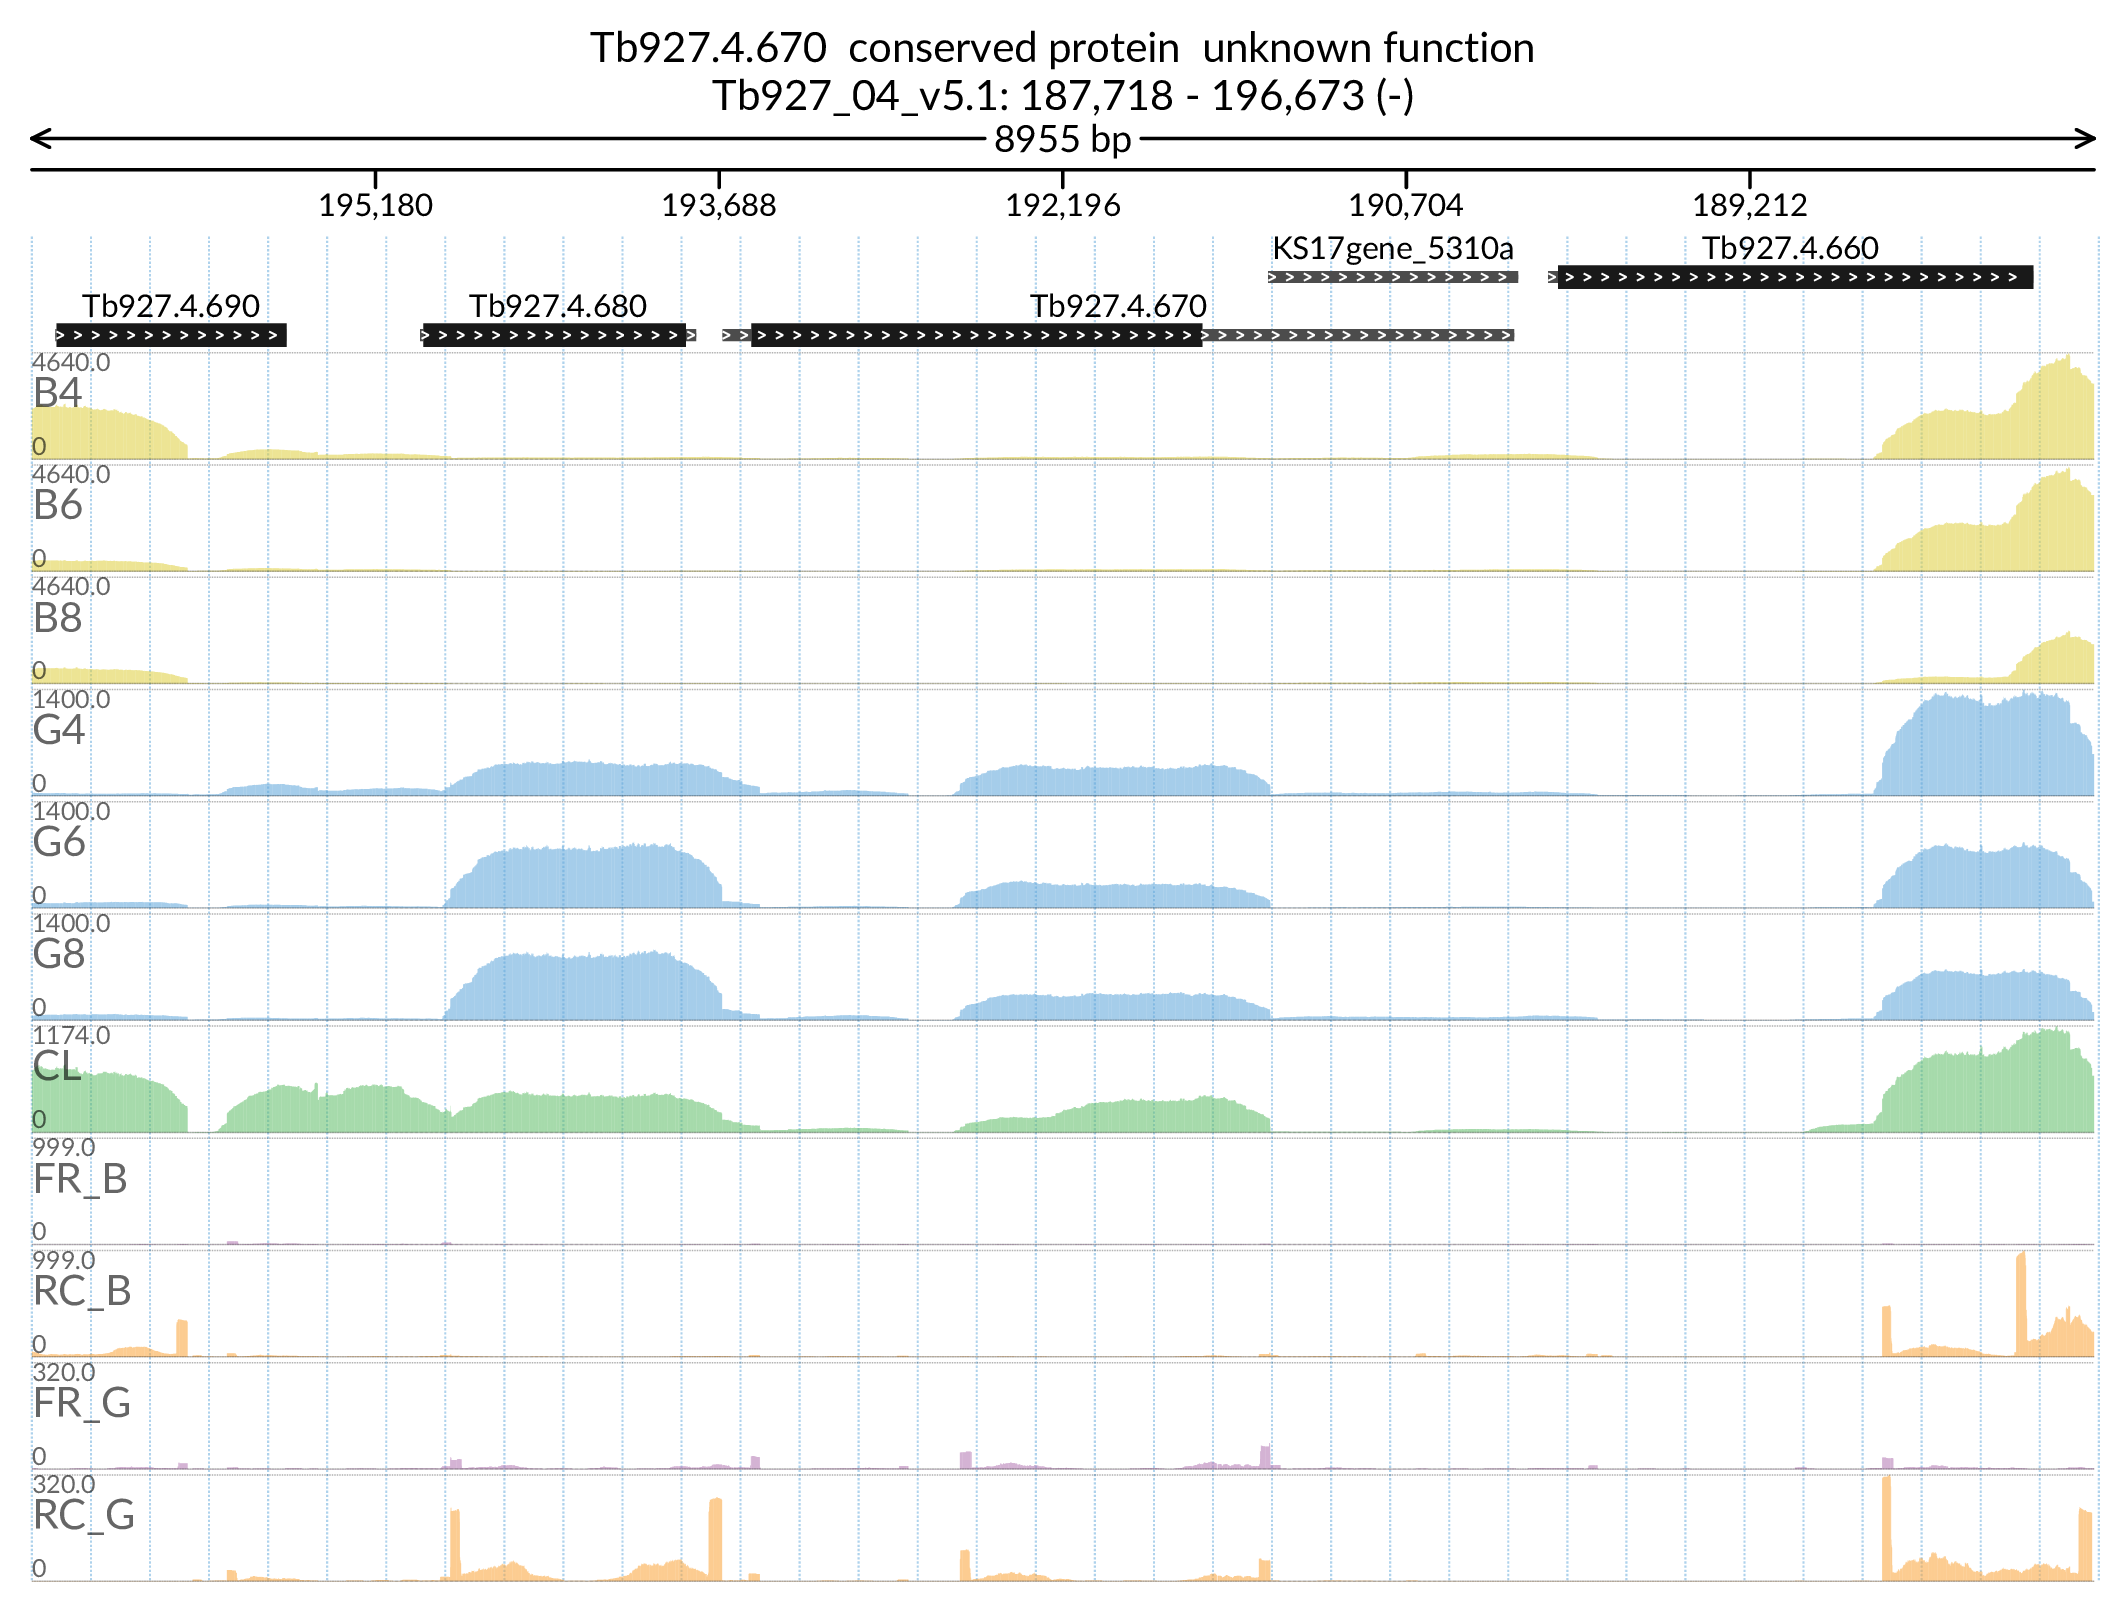 Tb927.4.670  conserved protein  unknown function
Tb927_04_v5.1: 187,718 - 196,673 (-)
8955 bp
195,180 193,688 192,196 190,704 189,212
KS17gene_5310a Tb927.4.660
Tb927.4.690 Tb927.4.680 Tb927.4.670
4640.0
B4
0
4640.0
B6
0
4640.0
B8
0
1400.0
G4
0
1400.0
G6
0
1400.0
G8
0
1174.0
CL
0
999.0
FR_B
0
999.0
RC_B
0
320.0
FR_G
0
320.0
RC_G
0